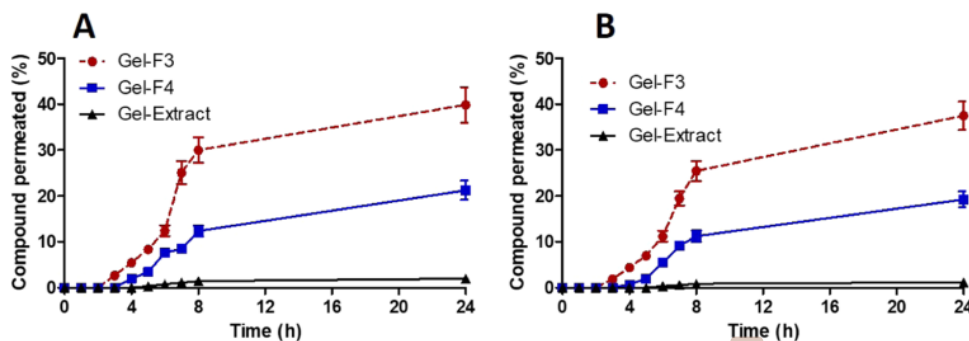 A
Compound permeated (%)
50
40
30
20
10
0
Gel-F3
Gel-F4
Gel-Extract
0 4 8 12 16 20 24
Time (h)
B
Compound permeated (%)
50
40
30
20
10
0
Gel-F3
Gel-F4
Gel-Extract
0 4 8 12 16 20 24
Time (h)